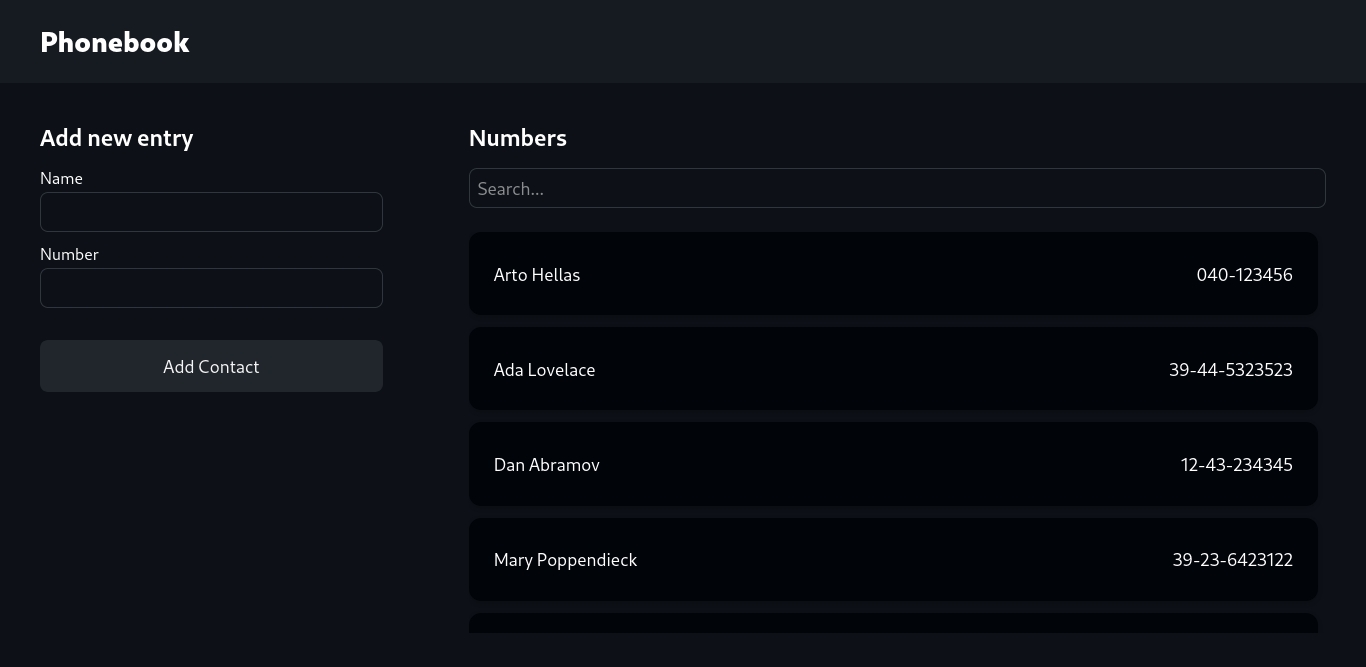 Phonebook
Add new entry
Name
Number
Add Contact
Numbers
Search...
Arto Hellas 040-123456
Ada Lovelace 39-44-5323523
Dan Abramov 12-43-234345
Mary Poppendieck 39-23-6423122